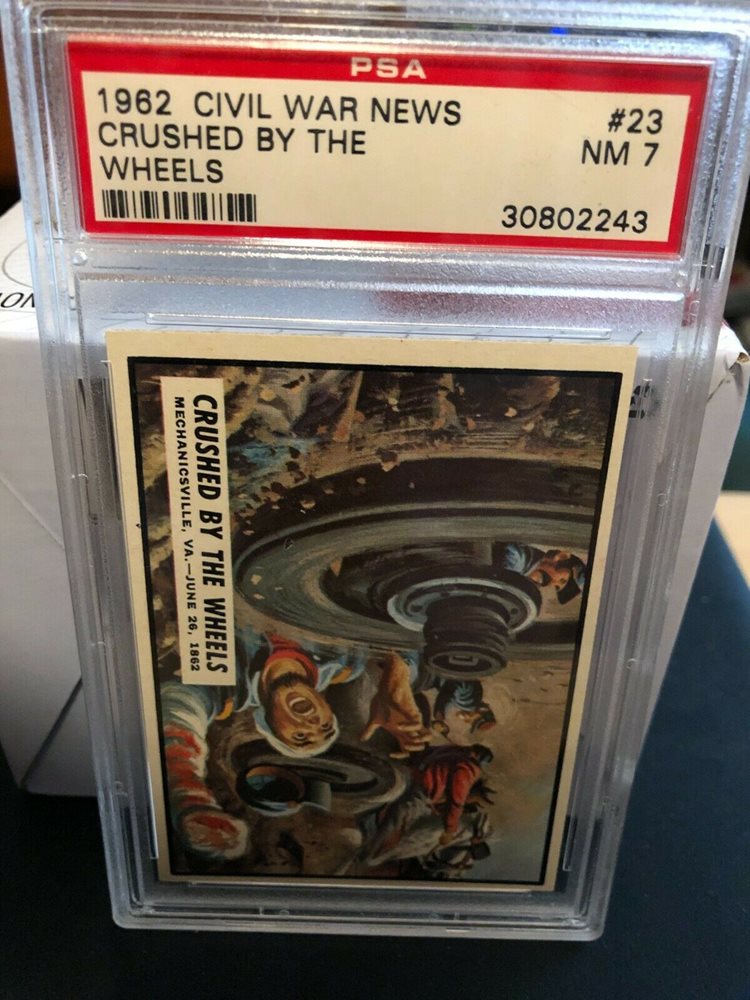 PSA
1962 CIVIL WAR NEWS
CRUSHED BY THE
WHEELS
#23
NM 7
30802243
CRUSHED BY THE WHEELS
MECHANICSVILLE, VA.—JUNE 26, 1862